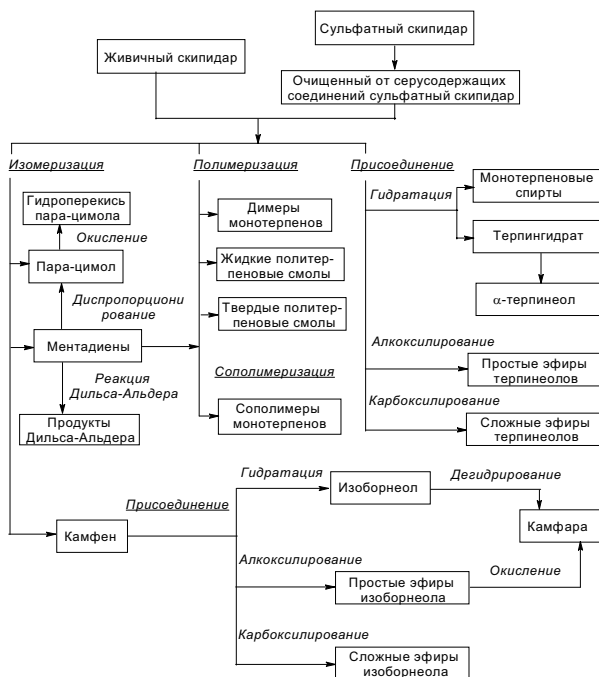 Сульфатный скипидар
Живичный скипидар
Очищенный от серусодержащих
соединений сульфатный скипидар
Изомеризация
Полимеризация
Присоединение
Гидроперекись
пара-цимола
Окисление
Пара-цимол
Диспропорциони
рование
Ментадиены
Реакция
Дильса-Альдера
Продукты
Дильса-Альдера
Димеры
монотерпенов
Жидкие политер-
пеновые смолы
Твердые политер-
пеновые смолы
Сополимеризация
Сополимеры
монотерпенов
Гидратация
Монотерпеновые
спирты
Терпингидрат
α-терпинеол
Алкоксилирование
Простые эфиры
терпинеолов
Карбоксилирование
Сложные эфиры
терпинеолов
Камфен
Присоединение
Гидратация
Изоборнеол
Дегидрирование
Камфара
Алкоксилирование
Простые эфиры
изоборнеола
Окисление
Карбоксилирование
Сложные эфиры
изоборнеола